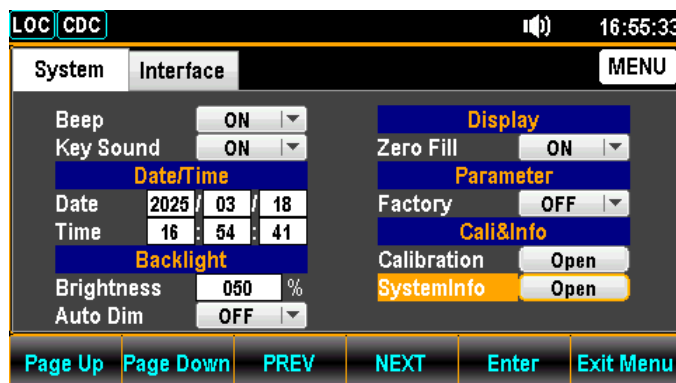 LOC CDC 16:55:33
System Interface MENU
Beep ON
Key Sound ON
Date/Time
Date 2025 / 03 / 18
Time 16 : 54 : 41
Backlight
Brightness 050 %
Auto Dim OFF
Display
Zero Fill ON
Parameter
Factory OFF
Cali&Info
Calibration Open
SystemInfo Open
Page Up Page Down PREV NEXT Enter Exit Menu